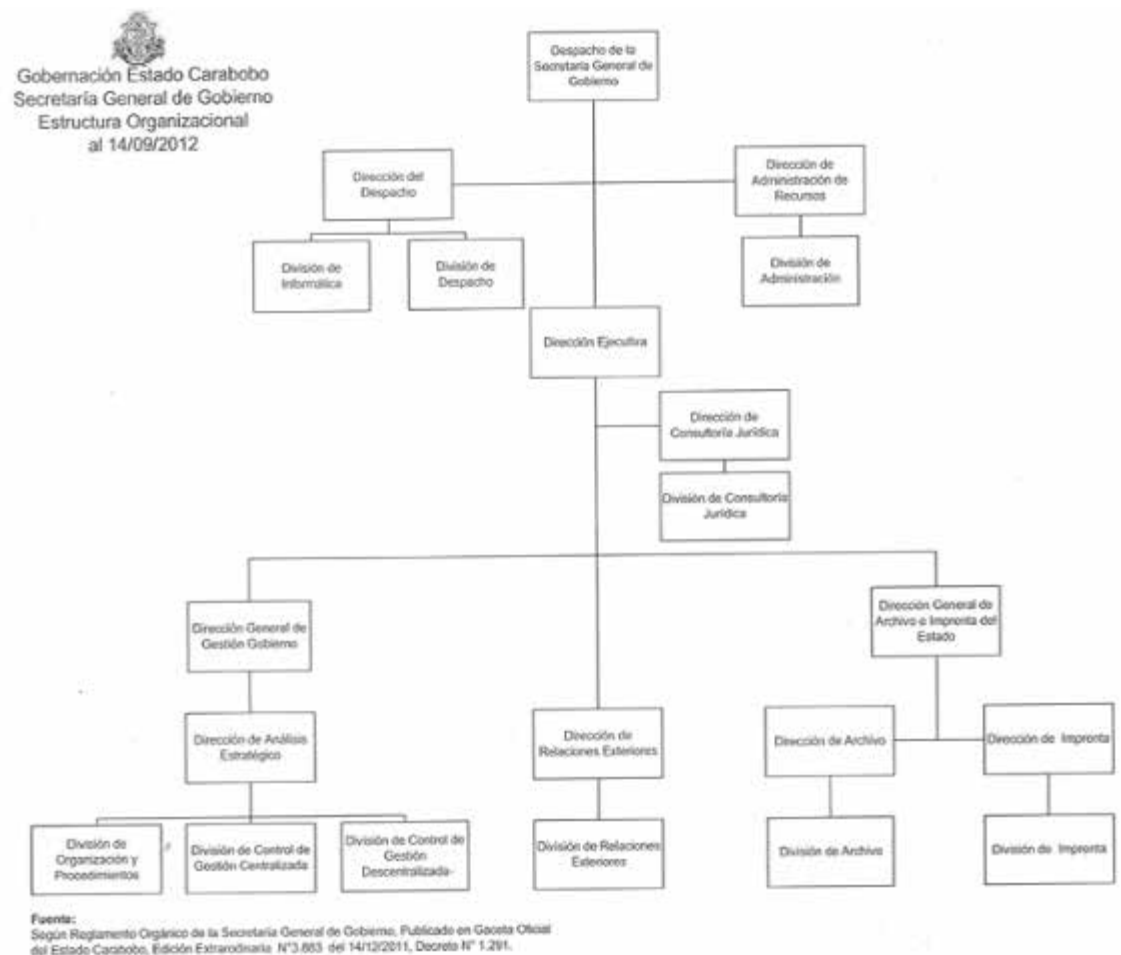 Gobernación Estado Carabobo
Secretaría General de Gobierno
Estructura Organizacional
al 14/09/2012
Despacho de la
Secretaría General de
Gobierno
Dirección del
Despacho
Dirección de
Administración de
Recursos
División de
Informática
División de
Despacho
División de
Administración
Dirección Ejecutiva
Dirección de
Consultoría Jurídica
División de Consultoría
Jurídica
Dirección General de
Gestión Gobierno
Dirección General de
Archivo e Imprenta del
Estado
Dirección de Análisis
Estratégico
Dirección de
Relaciones Exteriores
Dirección de Archivo
Dirección de Imprenta
División de
Organización y
Procedimientos
División de Control de
Gestión Centralizada
División de Control de
Gestión
Descentralizada-
División de Relaciones
Exteriores
División de Archivo
División de Imprenta
Fuente:
Según Reglamento Orgánico de la Secretaría General de Gobierno, Publicado en Gaceta Oficial
del Estado Carabobo, Edición Extraordinaria N°3.883 del 14/12/2011, Decreto N° 1.291.